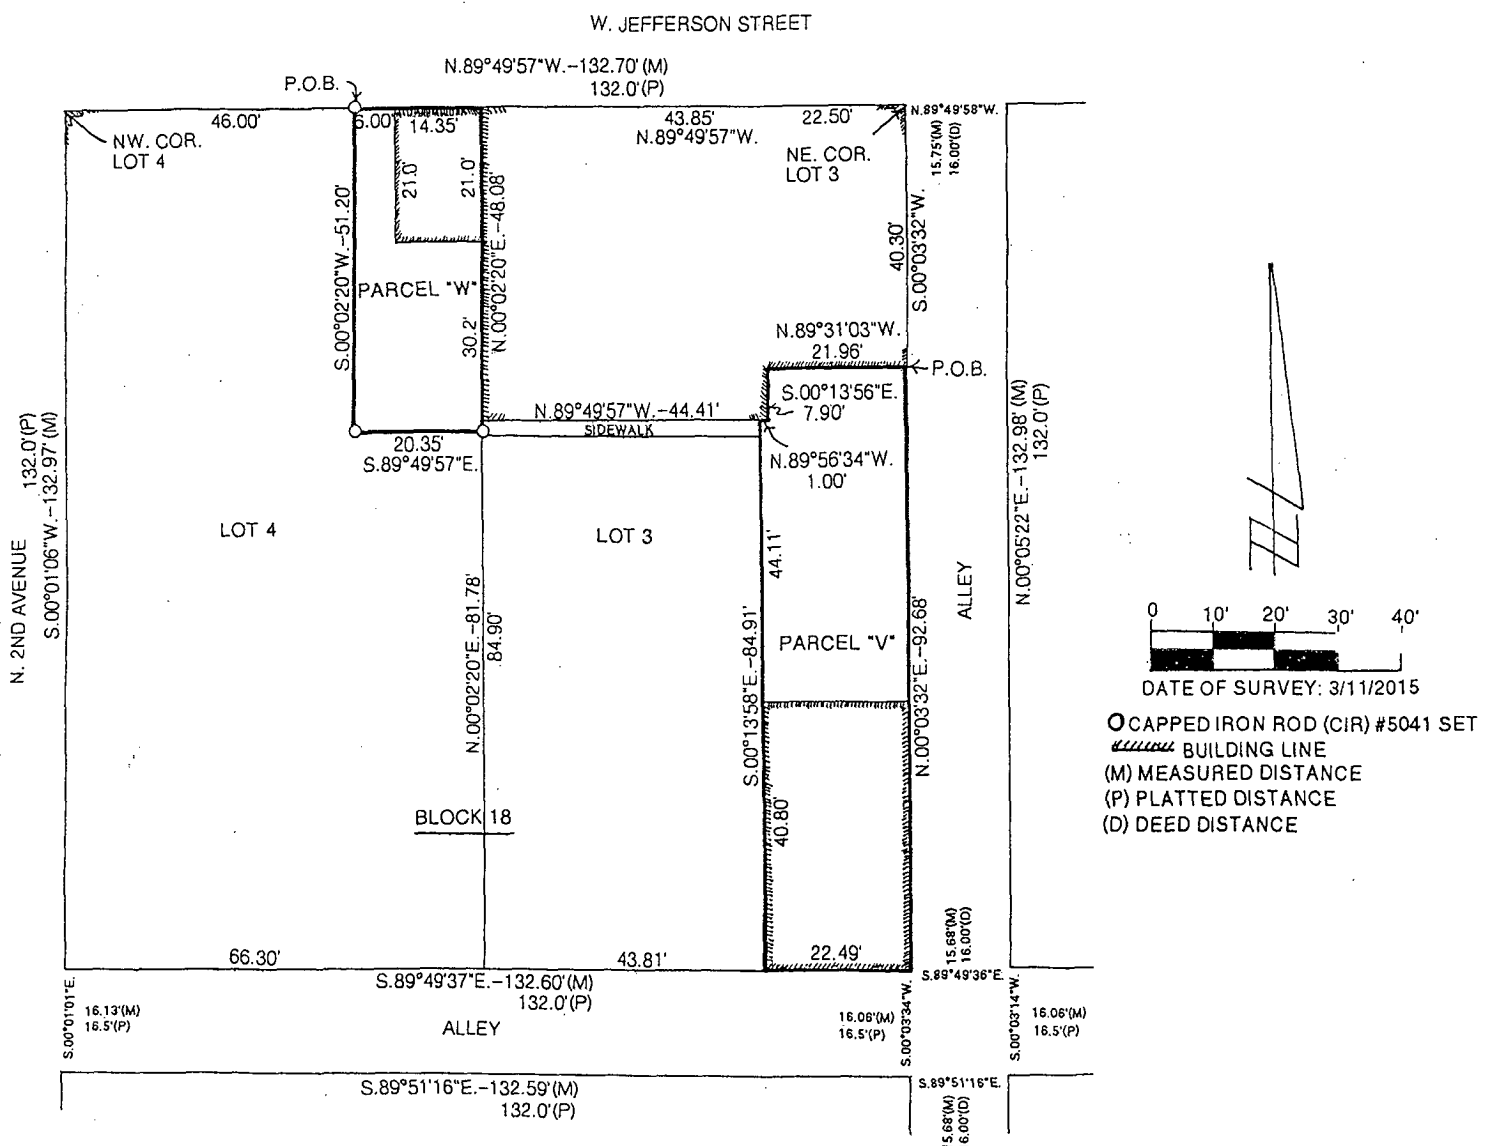 W. JEFFERSON STREET
N.89°49'57"W.-132.70'(M)
132.0'(P)
P.O.B.
46.00'
6.00'
14.35'
43.85'
N.89°49'57"W.
22.50'
N.89°49'58"W.
15.75'(M)
16.00'(D)
NW. COR.
LOT 4
NE. COR.
LOT 3
21.0'
21.0'
S.00°02'20"W.-51.20'
N.00°02'20"E.-48.08'
40.30'
S.00°03'32"W.
PARCEL "W"
30.2'
N.89°31'03"W.
21.96'
P.O.B.
S.00°13'56"E.
7.90'
N.89°49'57"W.-44.41'
SIDEWALK
20.35'
S.89°49'57"E.
N.89°56'34"W.
1.00'
N. 2ND AVENUE
132.0'(P)
S.00°01'06"W.-132.97'(M)
N.00°05'22"E.-132.98'(M)
132.0'(P)
LOT 4
LOT 3
44.11'
ALLEY
N.00°02'20"E.-81.78'
84.90'
S.00°13'58"E.-84.91'
PARCEL "V"
N.00°03'32"E.-92.68'
0 10' 20' 30' 40'
DATE OF SURVEY: 3/11/2015
O CAPPED IRON ROD (CIR) #5041 SET
BUILDING LINE
(M) MEASURED DISTANCE
(P) PLATTED DISTANCE
(D) DEED DISTANCE
BLOCK 18
40.80'
66.30'
43.81'
22.49'
15.68'(M)
16.00'(D)
S.89°49'36"E.
S.89°49'37"E.-132.60'(M)
132.0'(P)
S.00°01'01"E.
16.13'(M)
16.5'(P)
ALLEY
16.06'(M)
16.5'(P)
S.00°03'34"W.
S.00°03'14"W.
16.06'(M)
16.5'(P)
S.89°51'16"E.-132.59'(M)
132.0'(P)
S.89°51'16"E.
5.68'(M)
6.00'(D)